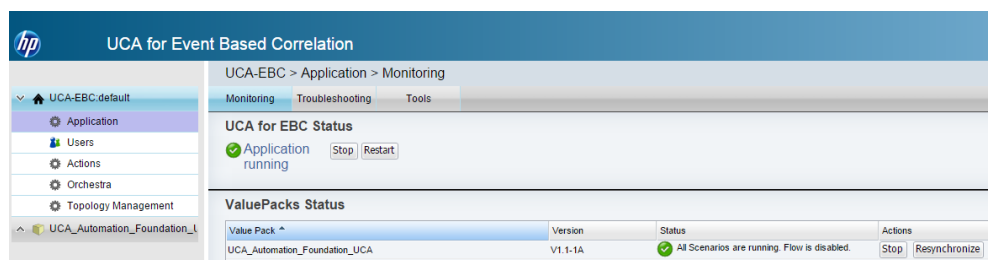 hp
UCA for Event Based Correlation
UCA-EBC > Application > Monitoring
UCA-EBC:default
Monitoring Troubleshooting Tools
Application
UCA for EBC Status
Users
Application running
Stop Restart
Actions
Orchestra
Topology Management
ValuePacks Status
UCA_Automation_Foundation_U
Value Pack Version Status Actions
UCA_Automation_Foundation_UCA V1.1-1A All Scenarios are running. Flow is disabled. Stop Resynchronize